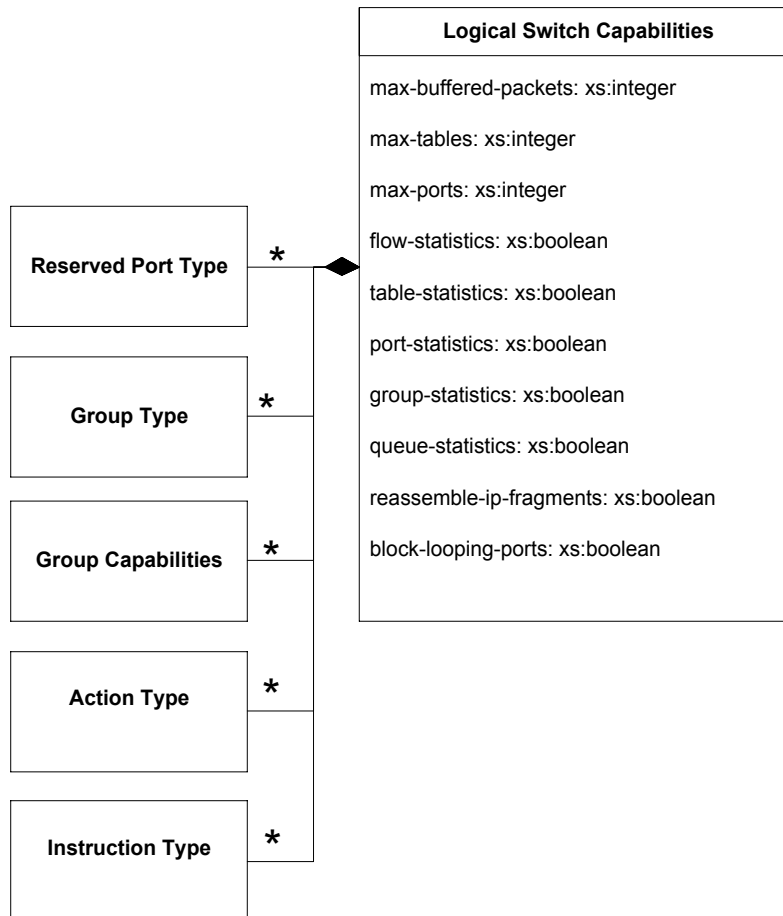 Logical Switch Capabilities
max-buffered-packets: xs:integer
max-tables: xs:integer
max-ports: xs:integer
flow-statistics: xs:boolean
table-statistics: xs:boolean
port-statistics: xs:boolean
group-statistics: xs:boolean
queue-statistics: xs:boolean
reassemble-ip-fragments: xs:boolean
block-looping-ports: xs:boolean
Reserved Port Type
*
Group Type
*
Group Capabilities
*
Action Type
*
Instruction Type
*